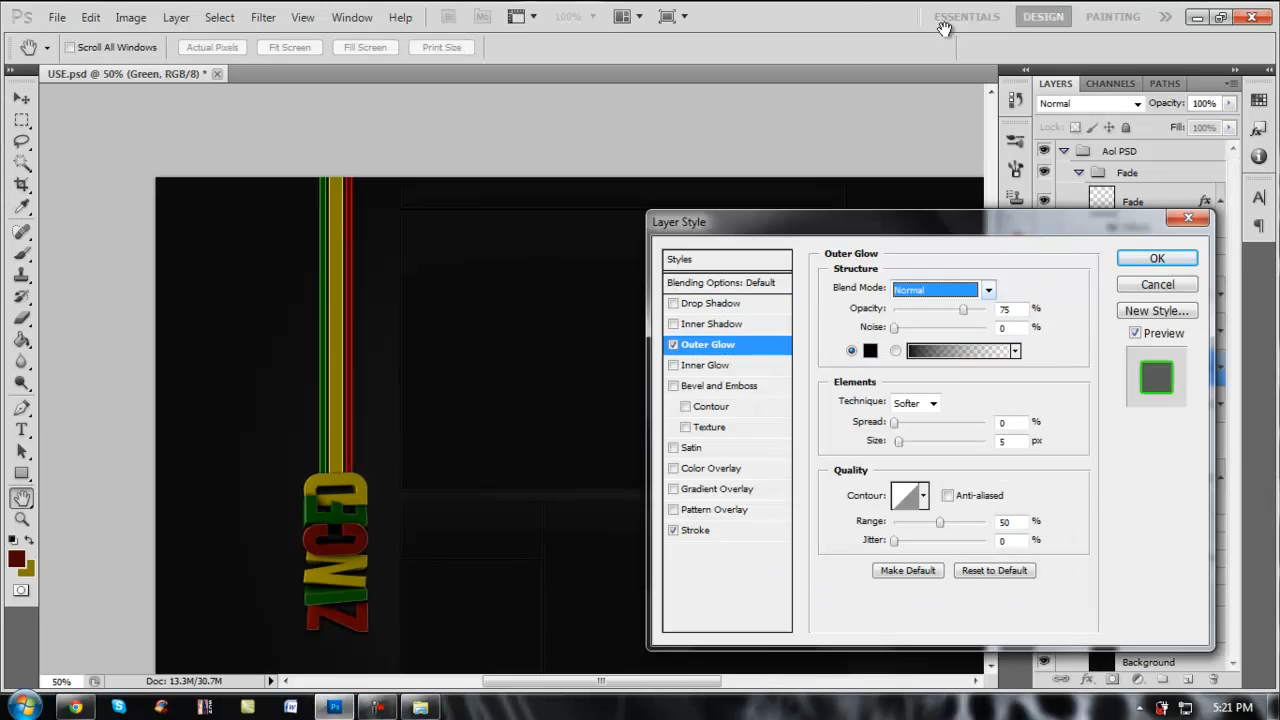 Ps File Edit Image Layer Select Filter View Window Help Br Mb 100% ESSENTIALS DESIGN PAINTING
Scroll All Windows Actual Pixels Fit Screen Fill Screen Print Size
USE.psd @ 50% (Green, RGB/8) *
LAYERS CHANNELS PATHS
Normal Opacity: 100%
Lock: Fill: 100%
Aoi PSD
Fade
Fade
Layer Style
Styles
Blending Options: Default
Drop Shadow
Inner Shadow
Outer Glow
Inner Glow
Bevel and Emboss
Contour
Texture
Satin
Color Overlay
Gradient Overlay
Pattern Overlay
Stroke
Outer Glow
Structure
Blend Mode: Normal
Opacity: 75 %
Noise: 0 %
Elements
Technique: Softer
Spread: 0 %
Size: 5 px
Quality
Contour: Anti-aliased
Range: 50 %
Jitter: 0 %
Make Default Reset to Default
OK
Cancel
New Style...
Preview
Background
50% Doc: 13.3M/30.7M
5:21 PM